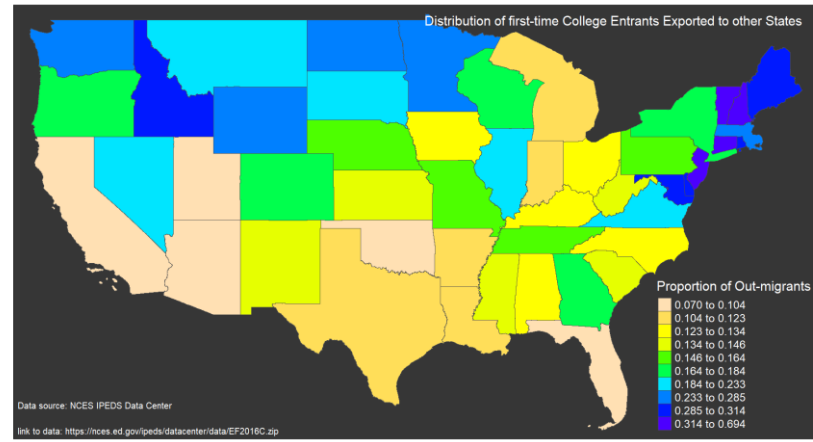 Distribution of first-time College Entrants Exported to other States
Proportion of Out-migrants
0.070 to 0.104
0.104 to 0.123
0.123 to 0.134
0.134 to 0.146
0.146 to 0.164
0.164 to 0.184
0.184 to 0.233
0.233 to 0.285
0.285 to 0.314
0.314 to 0.694
Data source: NCES IPEDS Data Center
link to data: https://nces.ed.gov/ipeds/datacenter/data/EF2016C.zip